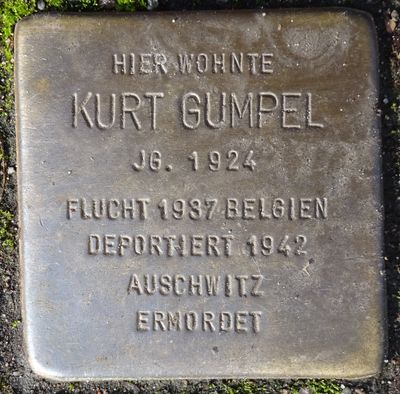 HIER WOHNTE
KURT GUMPEL
JG. 1924
FLUCHT 1937 BELGIEN
DEPORTIERT 1942
AUSCHWITZ
ERMORDET